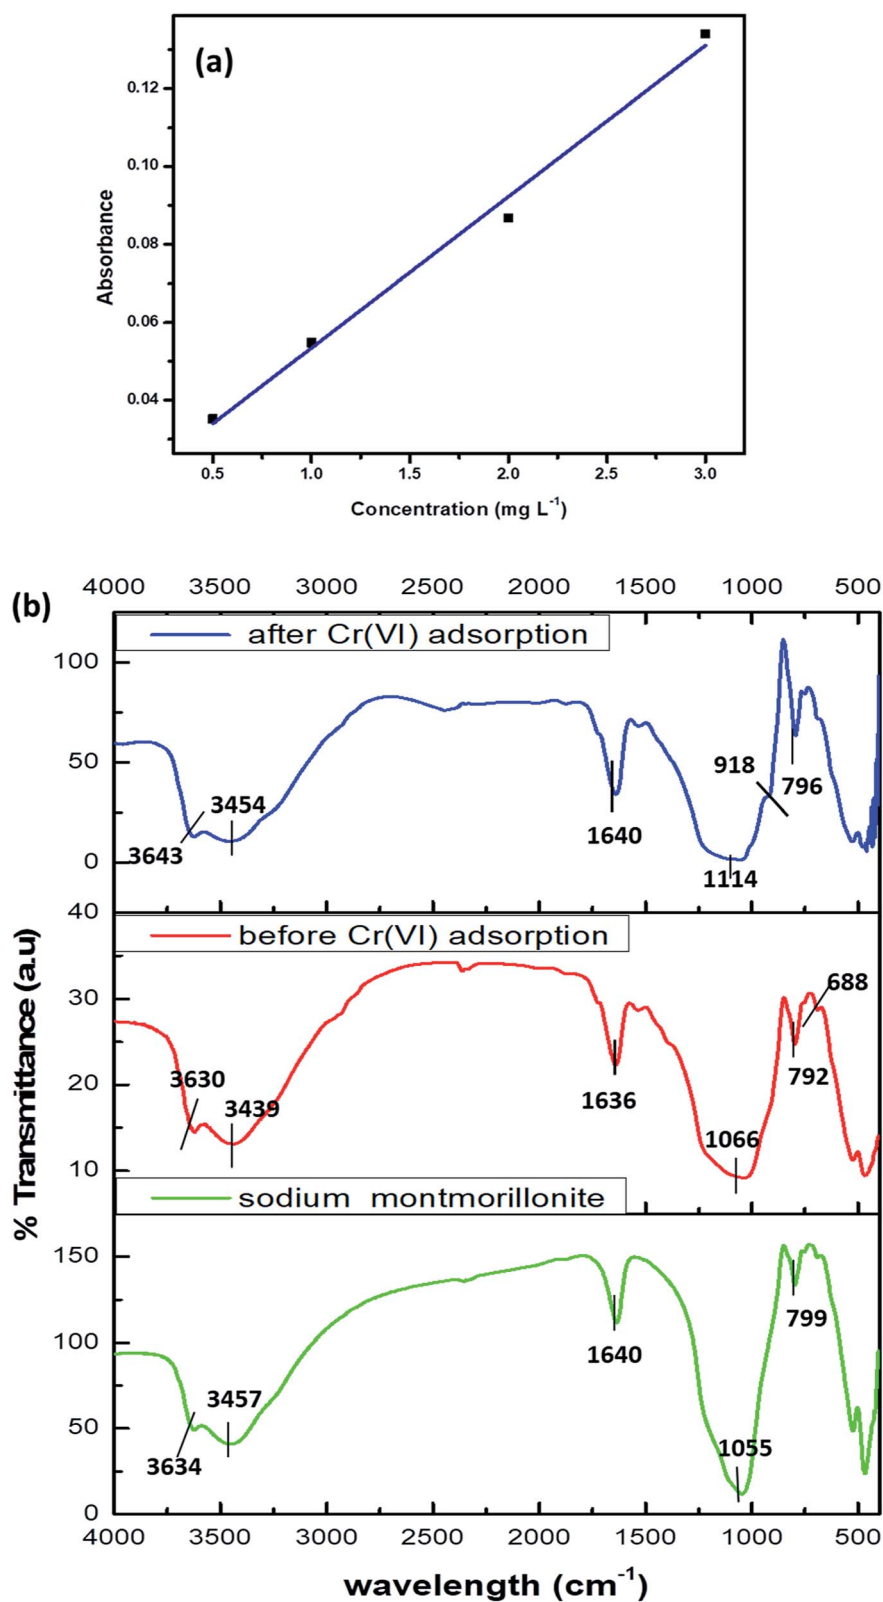 (a)
0.12
0.10
0.08
0.06
0.04
Absorbance
0.5 1.0 1.5 2.0 2.5 3.0
Concentration (mg L-1)
(b)
4000 3500 3000 2500 2000 1500 1000 500
after Cr(VI) adsorption
100
50
0
3643
3454
1640
1114
918
796
before Cr(VI) adsorption
40
30
20
10
3630
3439
1636
1066
792
688
sodium montmorillonite
150
100
50
0
3634
3457
1640
1055
799
% Transmittance (a.u)
4000 3500 3000 2500 2000 1500 1000 500
wavelength (cm-1)